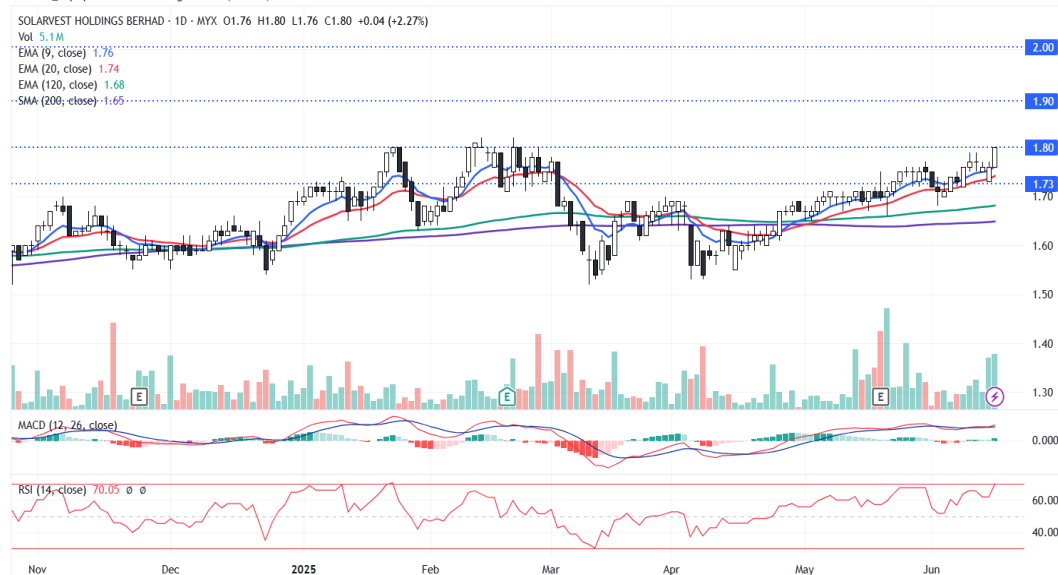 SOLARVEST HOLDINGS BERHAD · 1D · MYX O1.76 H1.80 L1.76 C1.80 +0.04 (+2.27%)
Vol 5.1M
EMA (9, close) 1.76
EMA (20, close) 1.74
EMA (120, close) 1.68
SMA (200, close) 1.65
2.00
1.90
1.80
1.73
1.70
1.60
1.50
1.40
1.30
E
E
E
MACD (12, 26, close)
0.000
RSI (14, close) 70.05 ø ø
60.00
40.00
Nov Dec 2025 Feb Mar Apr May Jun